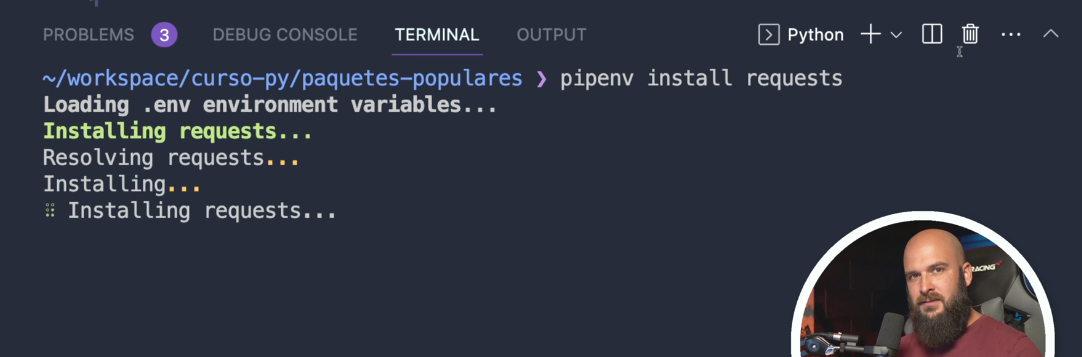 PROBLEMS 3 DEBUG CONSOLE TERMINAL OUTPUT Python
~/workspace/curso-py/paquetes-populares ❯ pipenv install requests
Loading .env environment variables...
Installing requests...
Resolving requests...
Installing...
⠿ Installing requests...
RACING